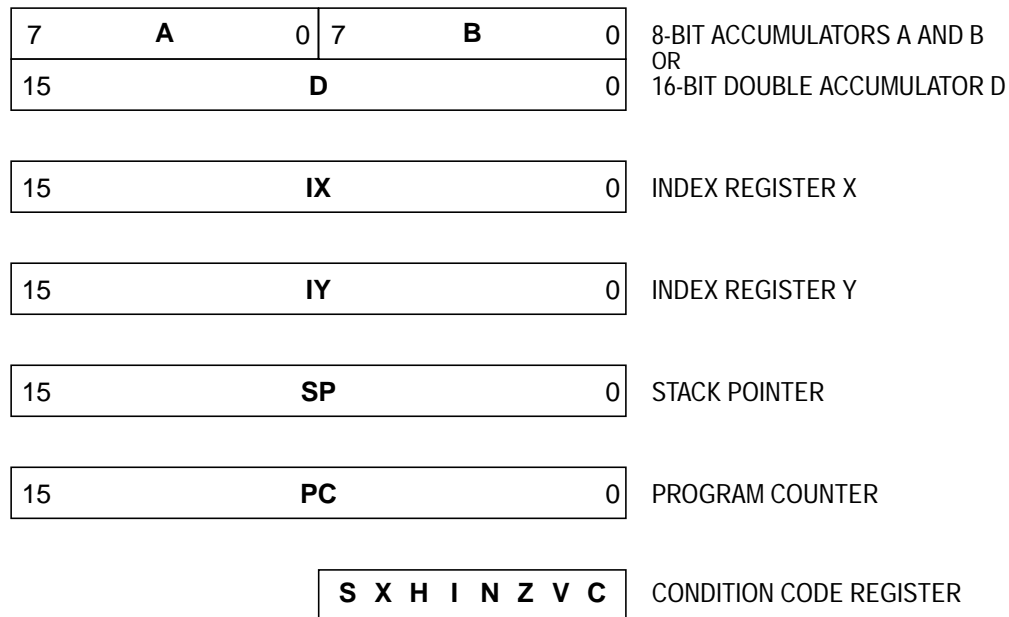 7 A 0 7 B 0 8-BIT ACCUMULATORS A AND B
OR
15 D 0 16-BIT DOUBLE ACCUMULATOR D
15 IX 0 INDEX REGISTER X
15 IY 0 INDEX REGISTER Y
15 SP 0 STACK POINTER
15 PC 0 PROGRAM COUNTER
S X H I N Z V C CONDITION CODE REGISTER